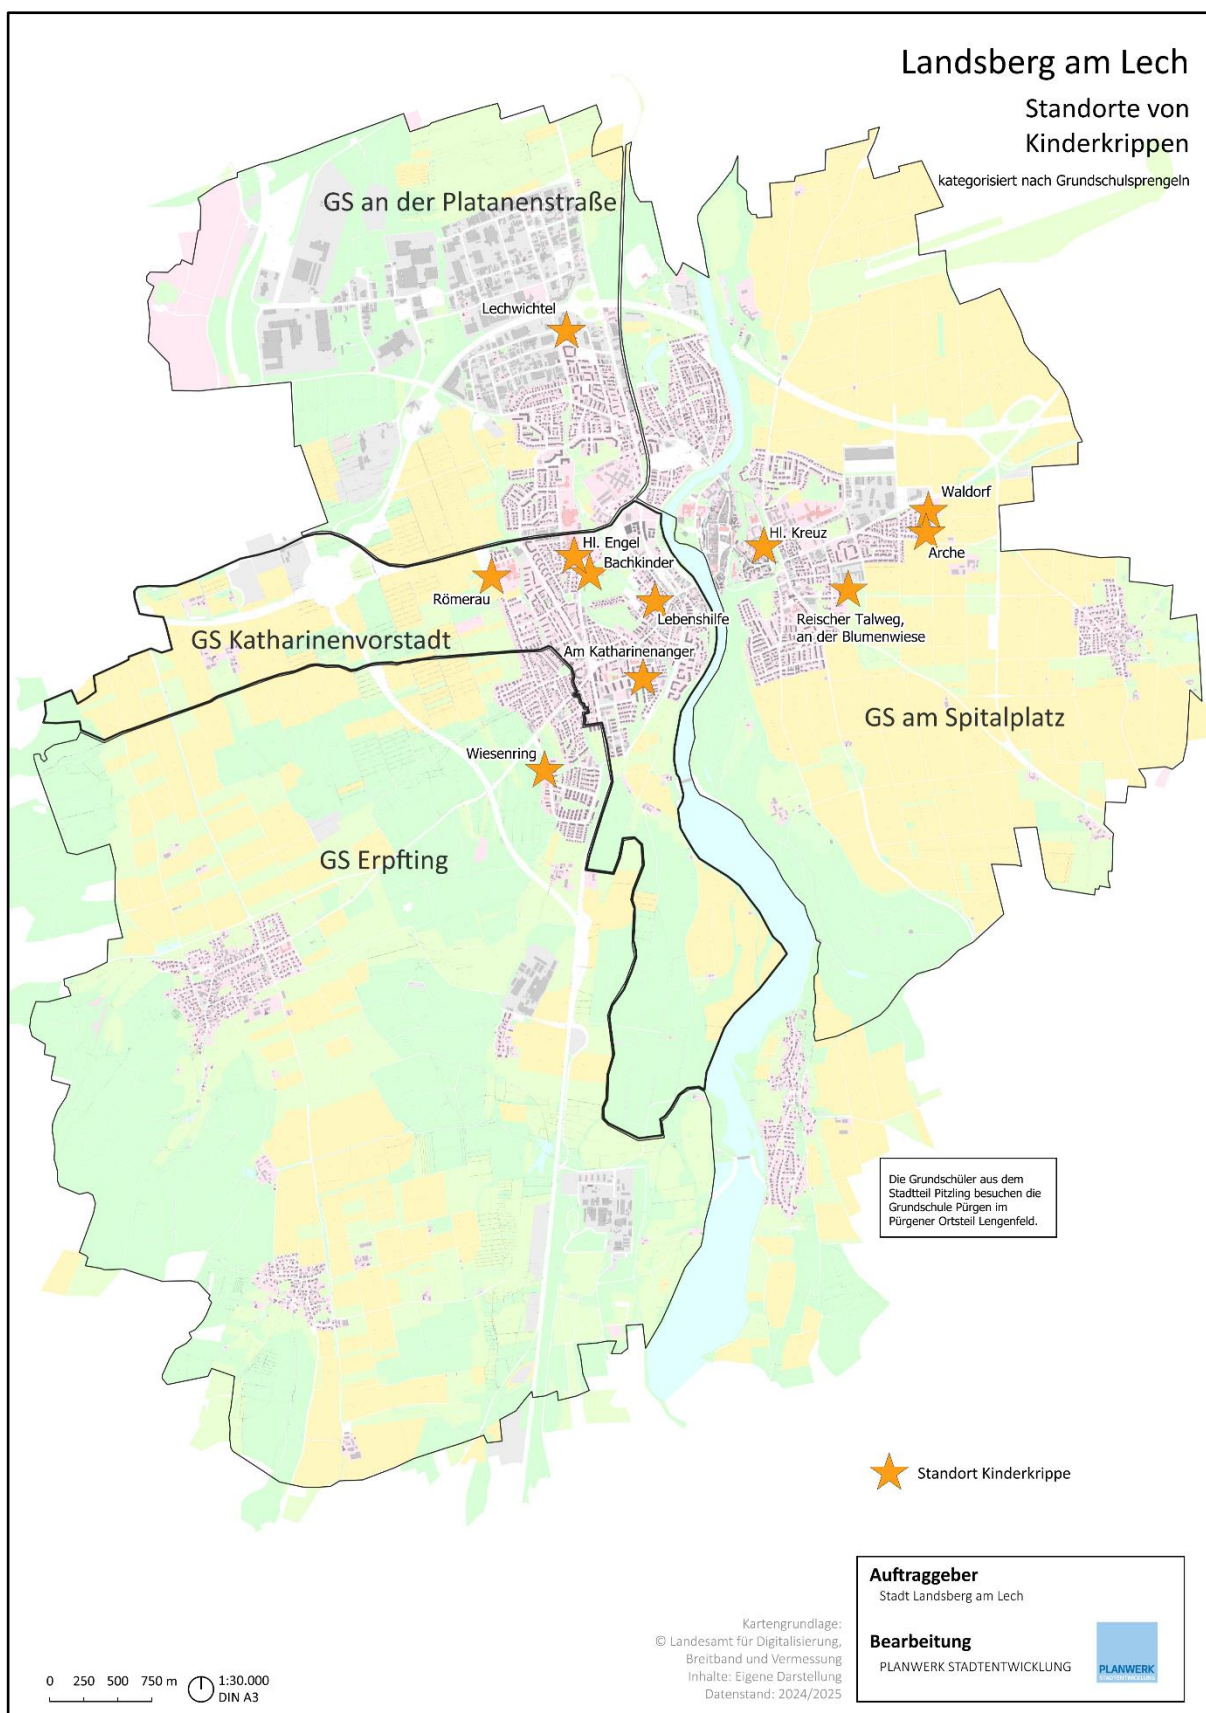 Landsberg am Lech
Standorte von
Kinderkrippen
kategorisiert nach Grundschulsprengeln
GS an der Platanenstraße
Lechwichtel
Waldorf
Hl. Kreuz
Arche
Hl. Engel
Bachkinder
Römerau
Lebenshilfe
Reischer Talweg,
an der Blumenwiese
GS Katharinenvorstadt
Am Katharinenanger
GS am Spitalplatz
Wiesenring
GS Erpfting
Die Grundschüler aus dem
Stadtteil Pitzling besuchen die
Grundschule Pürgen im
Pürgener Ortsteil Lengenfeld.
Standort Kinderkrippe
Auftraggeber
Stadt Landsberg am Lech
Bearbeitung
PLANWERK STADTENTWICKLUNG
PLANWERK
STADTENTWICKLUNG
Kartengrundlage:
© Landesamt für Digitalisierung,
Breitband und Vermessung
Inhalte: Eigene Darstellung
Datenstand: 2024/2025
0 250 500 750 m
1:30.000
DIN A3